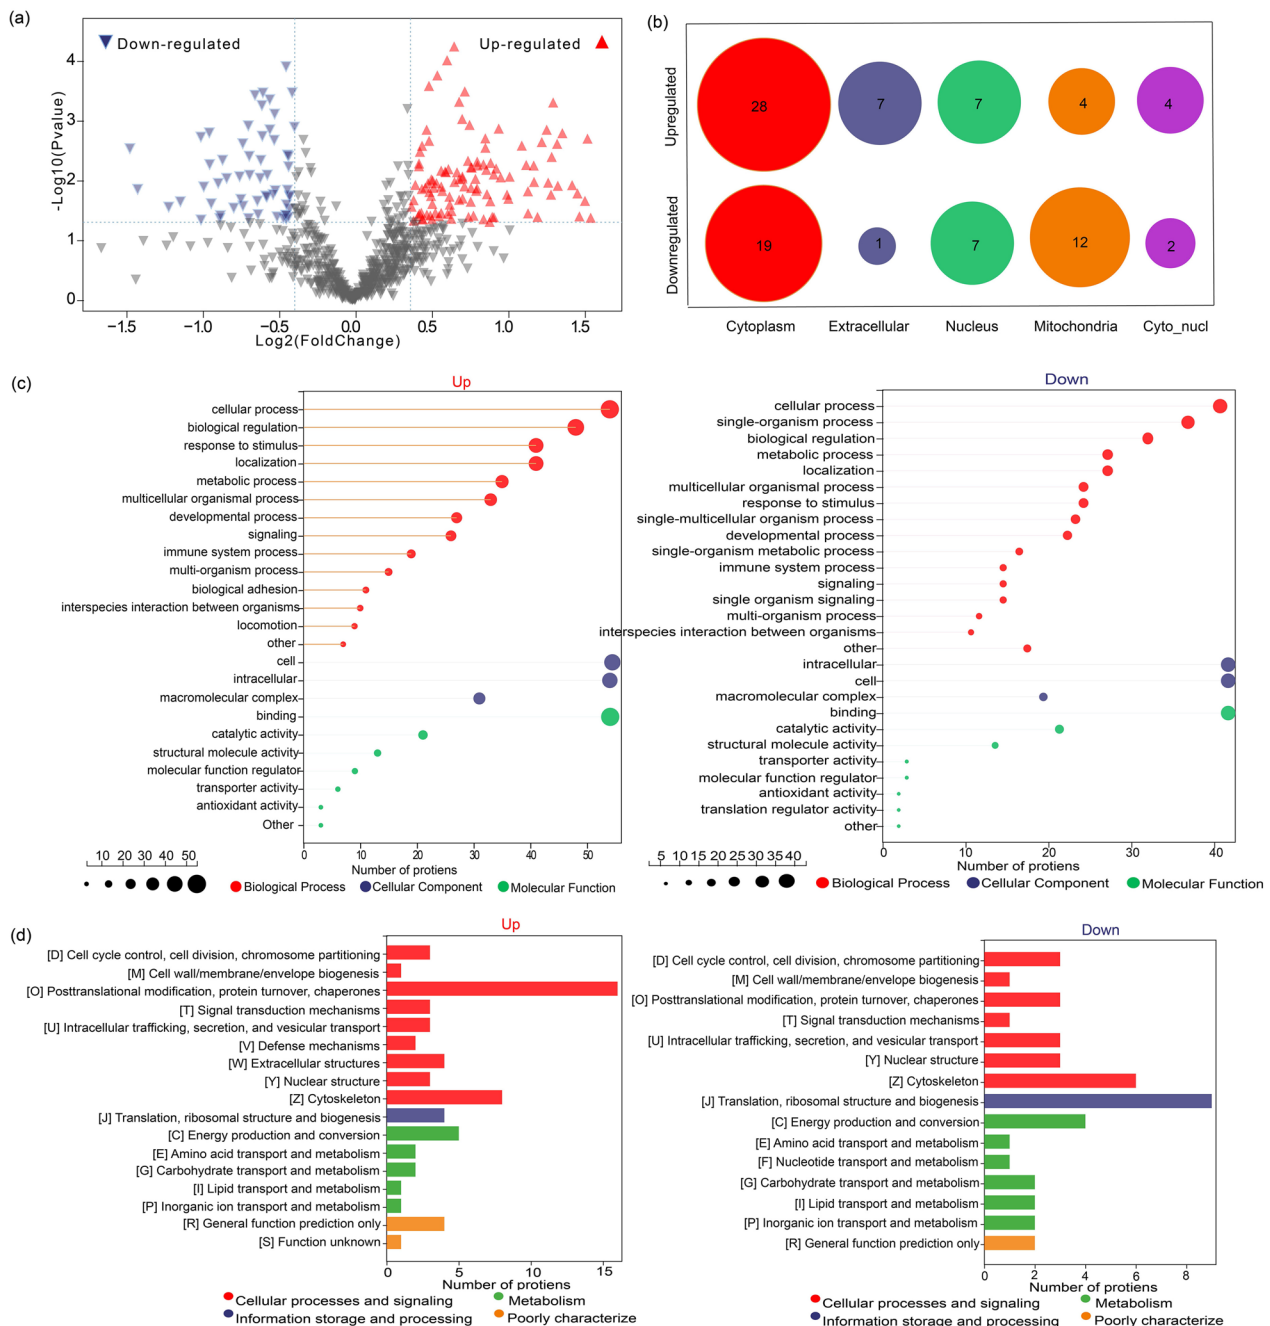 (a)
Down-regulated
Up-regulated
-Log10(Pvalue)
4
3
2
1
0
−1.5 −1.0 −0.5 0.0 0.5 1.0 1.5
Log2(FoldChange)
(b)
Upregulated
28 7 7 4 4
Downregulated
19 1 7 12 2
Cytoplasm Extracellular Nucleus Mitochondria Cyto_nucl
(c)
Up
cellular process
biological regulation
response to stimulus
localization
metabolic process
multicellular organismal process
developmental process
signaling
immune system process
multi-organism process
biological adhesion
interspecies interaction between organisms
locomotion
other
cell
intracellular
macromolecular complex
binding
catalytic activity
structural molecule activity
molecular function regulator
transporter activity
antioxidant activity
Other
0 10 20 30 40 50
Number of protiens
10 20 30 40 50
Biological Process Cellular Component Molecular Function
Down
cellular process
single-organism process
biological regulation
metabolic process
localization
multicellular organismal process
response to stimulus
single-multicellular organism process
developmental process
single-organism metabolic process
immune system process
signaling
single organism signaling
multi-organism process
interspecies interaction between organisms
other
intracellular
cell
macromolecular complex
binding
catalytic activity
structural molecule activity
transporter activity
molecular function regulator
antioxidant activity
translation regulator activity
other
0 10 20 30 40
Number of protiens
5 10 15 20 25 30 35 40
Biological Process Cellular Component Molecular Function
(d)
Up
[D] Cell cycle control, cell division, chromosome partitioning
[M] Cell wall/membrane/envelope biogenesis
[O] Posttranslational modification, protein turnover, chaperones
[T] Signal transduction mechanisms
[U] Intracellular trafficking, secretion, and vesicular transport
[V] Defense mechanisms
[W] Extracellular structures
[Y] Nuclear structure
[Z] Cytoskeleton
[J] Translation, ribosomal structure and biogenesis
[C] Energy production and conversion
[E] Amino acid transport and metabolism
[G] Carbohydrate transport and metabolism
[I] Lipid transport and metabolism
[P] Inorganic ion transport and metabolism
[R] General function prediction only
[S] Function unknown
0 5 10 15
Number of protiens
Cellular processes and signaling Metabolism
Information storage and processing Poorly characterize
Down
[D] Cell cycle control, cell division, chromosome partitioning
[M] Cell wall/membrane/envelope biogenesis
[O] Posttranslational modification, protein turnover, chaperones
[T] Signal transduction mechanisms
[U] Intracellular trafficking, secretion, and vesicular transport
[Y] Nuclear structure
[Z] Cytoskeleton
[J] Translation, ribosomal structure and biogenesis
[C] Energy production and conversion
[E] Amino acid transport and metabolism
[F] Nucleotide transport and metabolism
[G] Carbohydrate transport and metabolism
[I] Lipid transport and metabolism
[P] Inorganic ion transport and metabolism
[R] General function prediction only
0 2 4 6 8
Number of protiens
Cellular processes and signaling Metabolism
Information storage and processing Poorly characterize